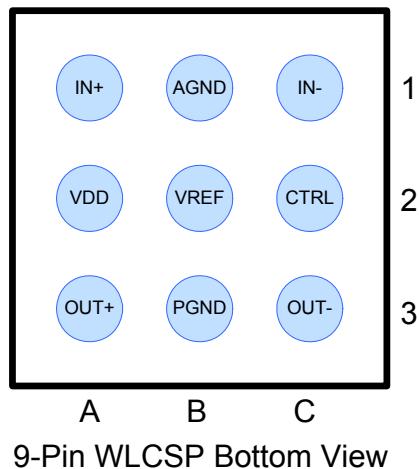 IN+ AGND IN- 1
VDD VREF CTRL 2
OUT+ PGND OUT- 3
A B C
9-Pin WLCSP Bottom View